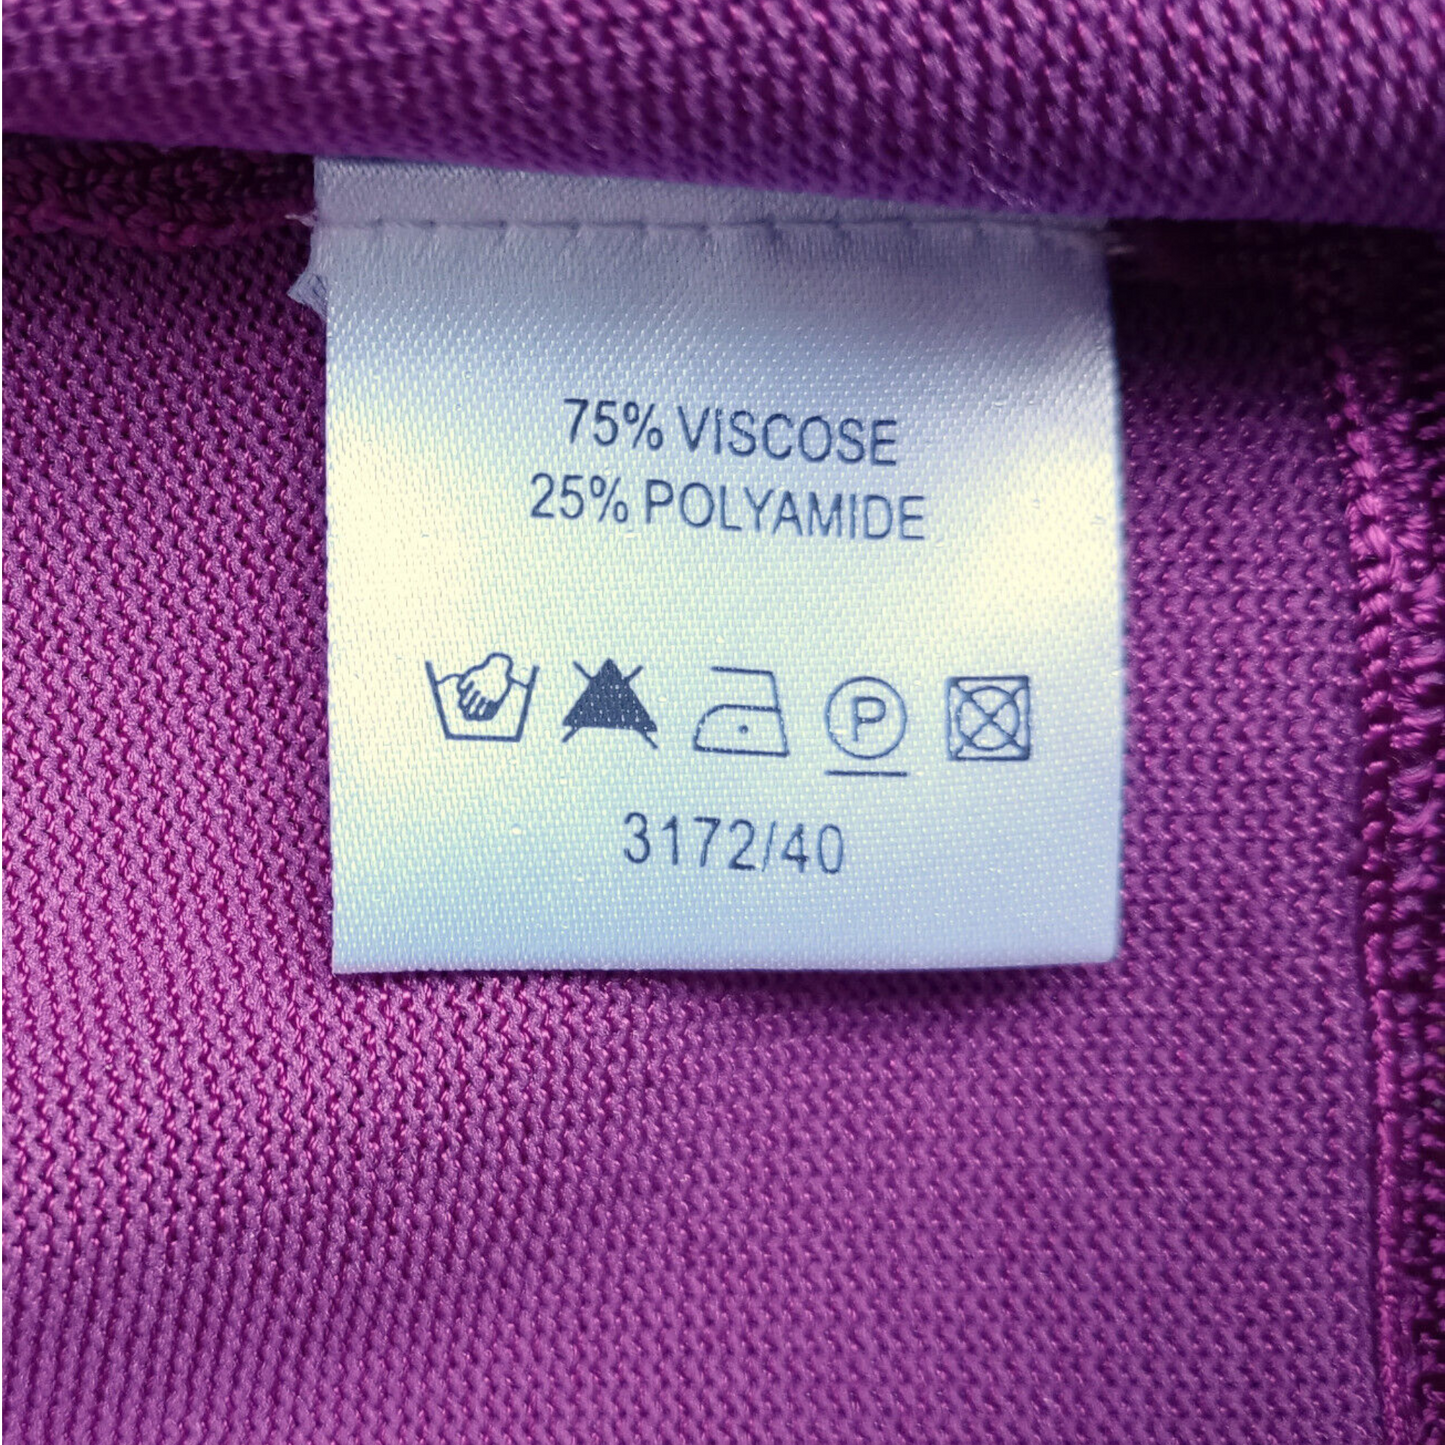 75% VISCOSE
25% POLYAMIDE
P
3172/40